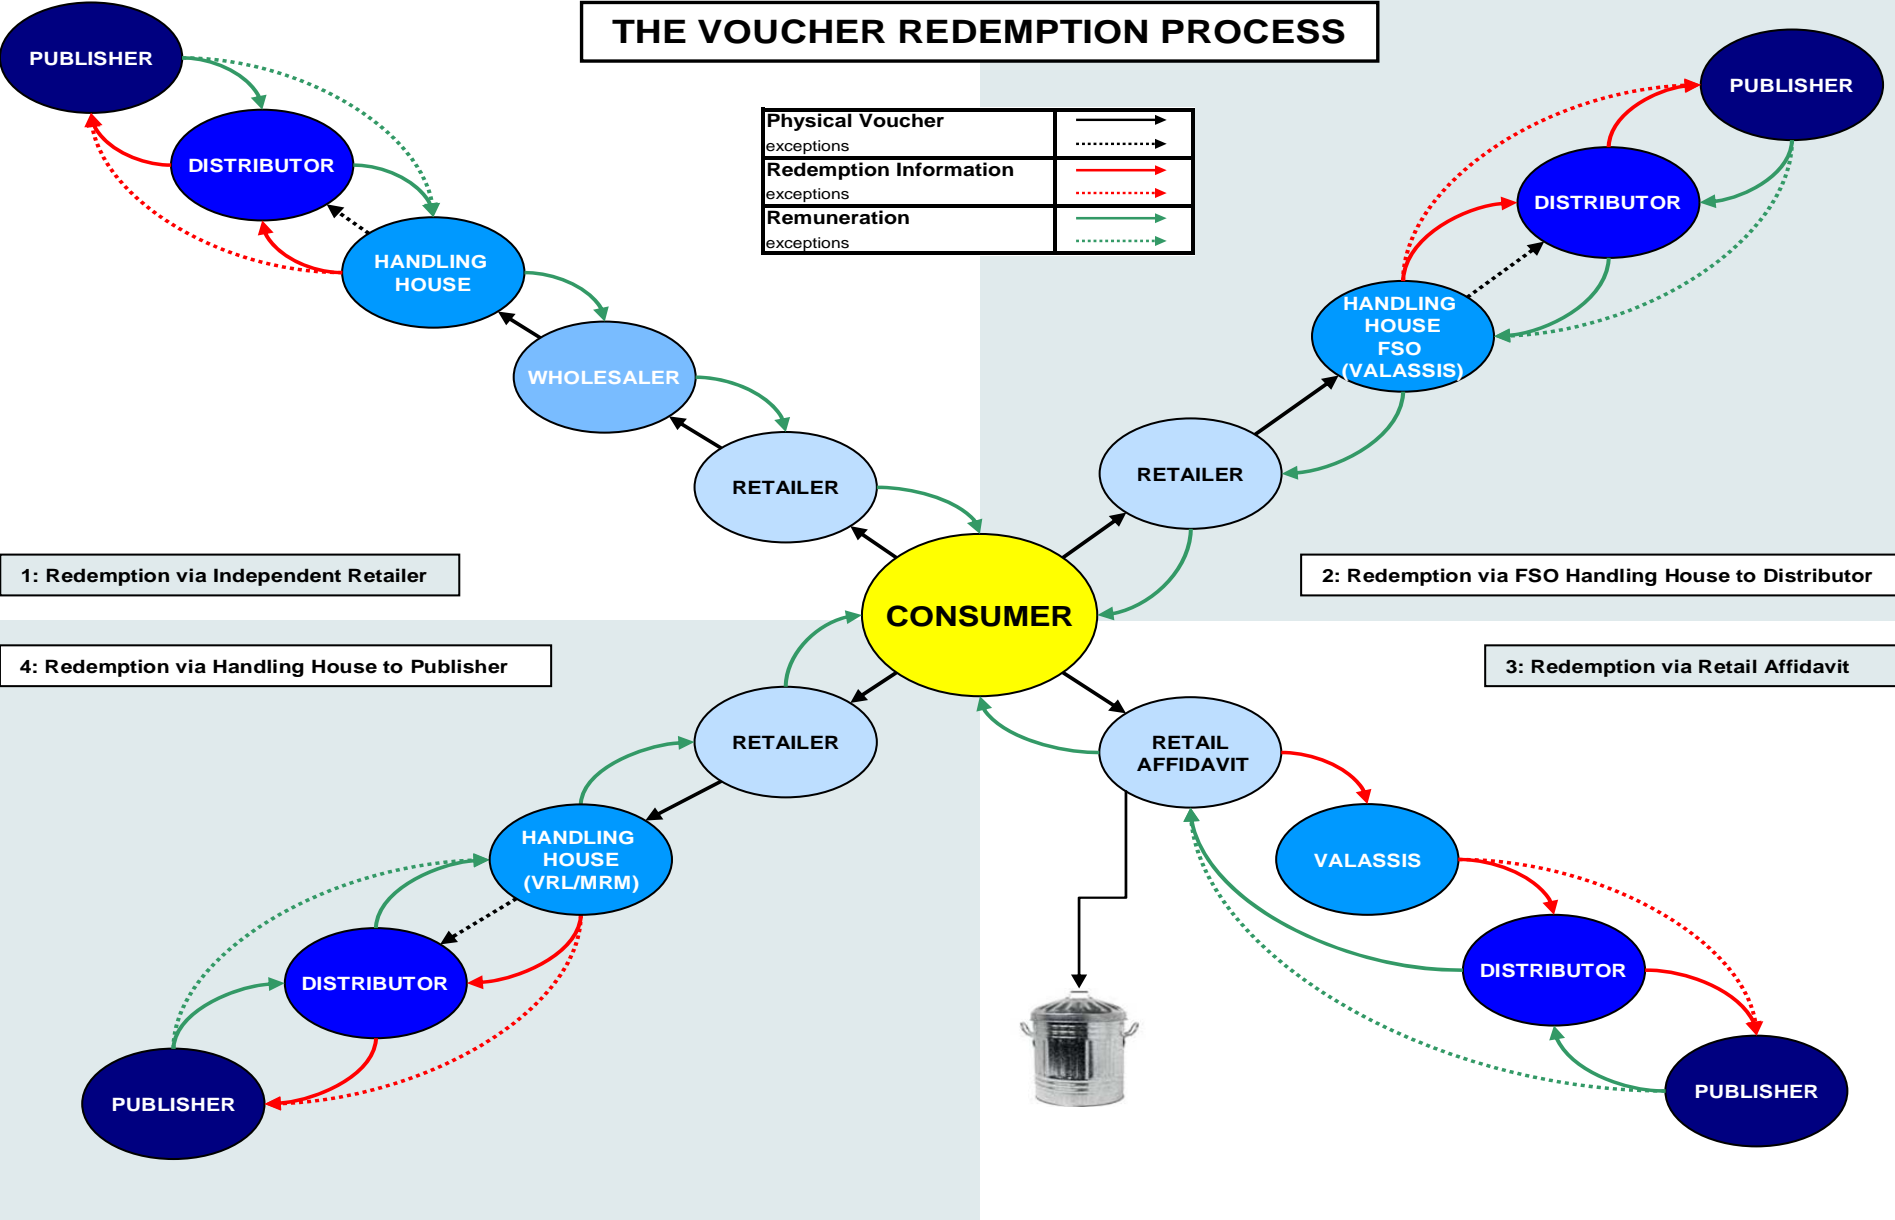 THE VOUCHER REDEMPTION PROCESS
Physical Voucher
exceptions
Redemption Information
exceptions
Remuneration
exceptions
PUBLISHER
DISTRIBUTOR
HANDLING
HOUSE
WHOLESALER
RETAILER
1: Redemption via Independent Retailer
PUBLISHER
DISTRIBUTOR
HANDLING
HOUSE
FSO
(VALASSIS)
RETAILER
2: Redemption via FSO Handling House to Distributor
CONSUMER
4: Redemption via Handling House to Publisher
RETAILER
HANDLING
HOUSE
(VRL/MRM)
DISTRIBUTOR
PUBLISHER
3: Redemption via Retail Affidavit
RETAIL
AFFIDAVIT
VALASSIS
DISTRIBUTOR
PUBLISHER